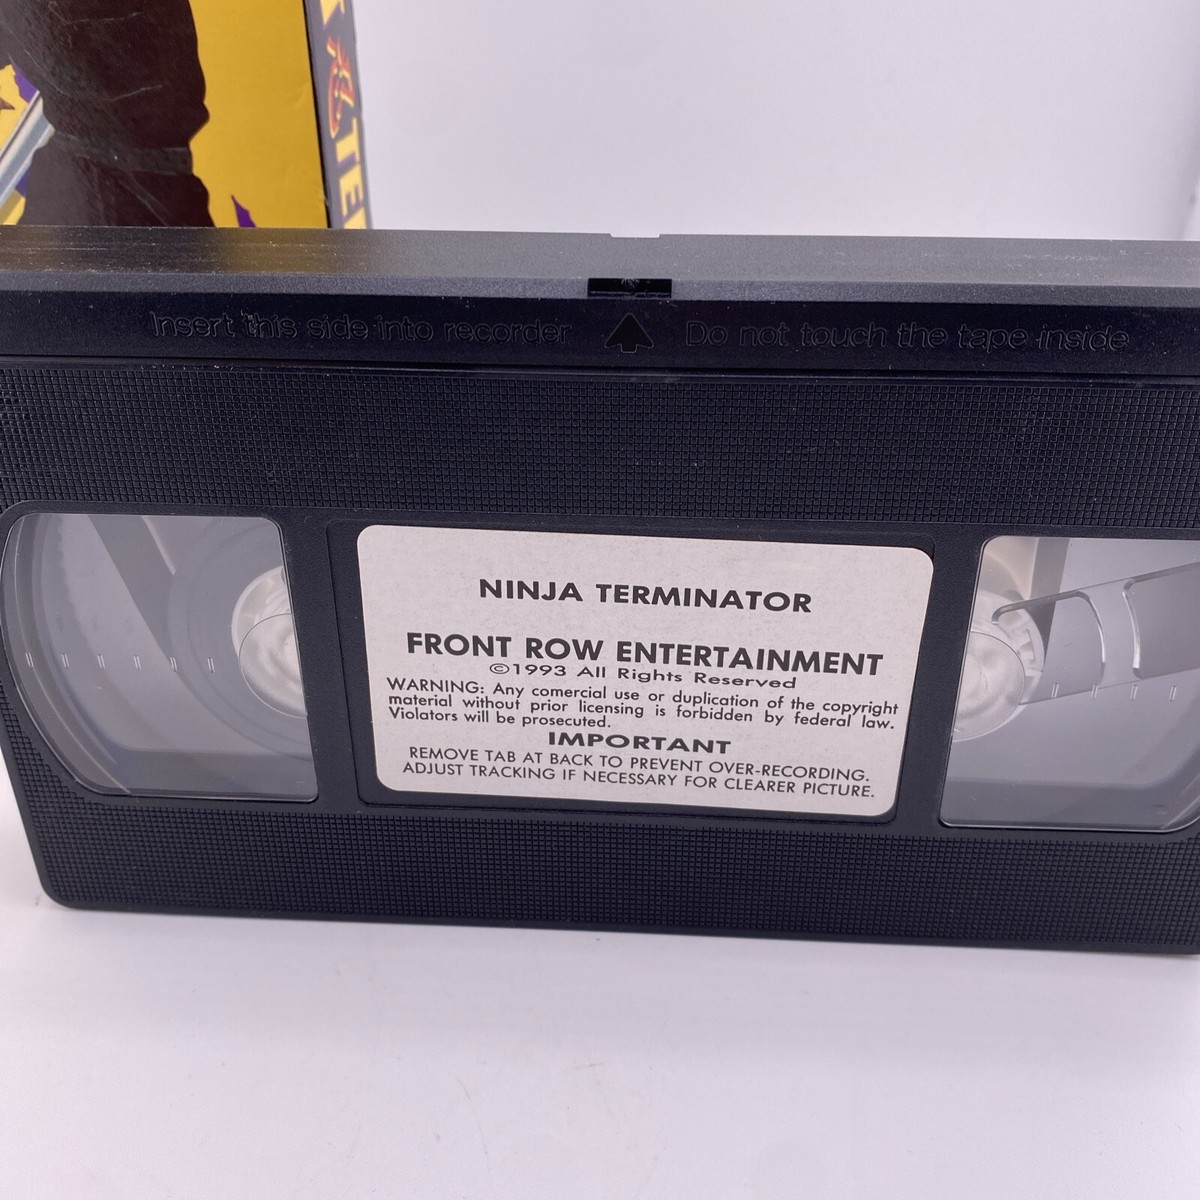 TE
Insert this side into recorder Do not touch the tape inside
NINJA TERMINATOR
FRONT ROW ENTERTAINMENT
©1993 All Rights Reserved
WARNING: Any comercial use or duplication of the copyright
material without prior licensing is forbidden by federal law.
Violators will be prosecuted.
IMPORTANT
REMOVE TAB AT BACK TO PREVENT OVER-RECORDING.
ADJUST TRACKING IF NECESSARY FOR CLEARER PICTURE.